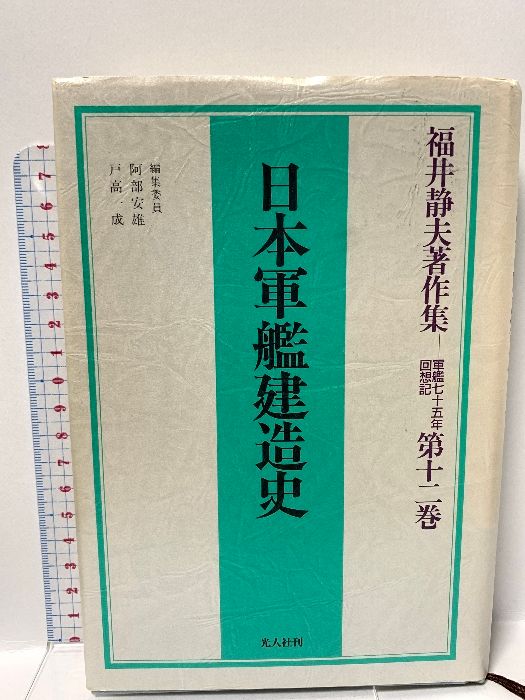 福井静夫著作集─軍艦七十五年回想記 第十二巻
日本軍艦建造史
編集委員
阿部安雄
戸高一成
光人社刊